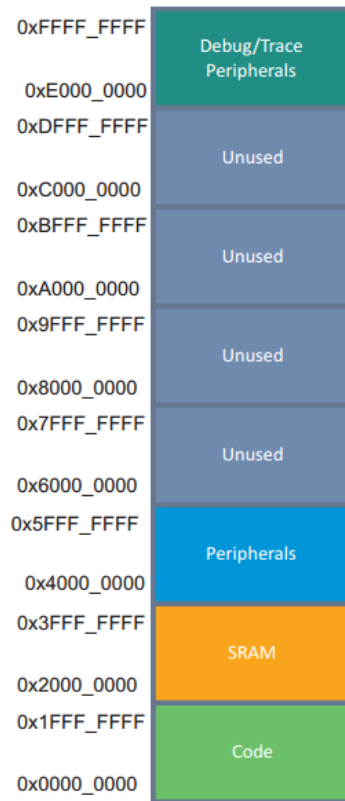 0xFFFF_FFFF
Debug/Trace
Peripherals
0xE000_0000
0xDFFF_FFFF
Unused
0xC000_0000
0xBFFF_FFFF
Unused
0xA000_0000
0x9FFF_FFFF
Unused
0x8000_0000
0x7FFF_FFFF
Unused
0x6000_0000
0x5FFF_FFFF
Peripherals
0x4000_0000
0x3FFF_FFFF
SRAM
0x2000_0000
0x1FFF_FFFF
Code
0x0000_0000